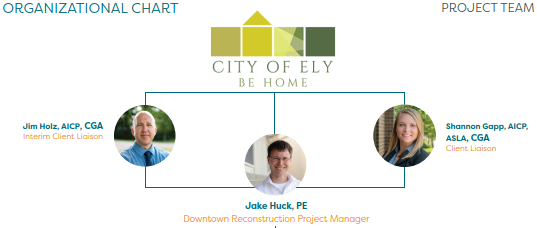 ORGANIZATIONAL CHART
PROJECT TEAM
CITY OF ELY
BE HOME
Jim Holz, AICP, CGA
Interim Client Liaison
Shannon Gapp, AICP,
ASLA, CGA
Client Liaison
Jake Huck, PE
Downtown Reconstruction Project Manager